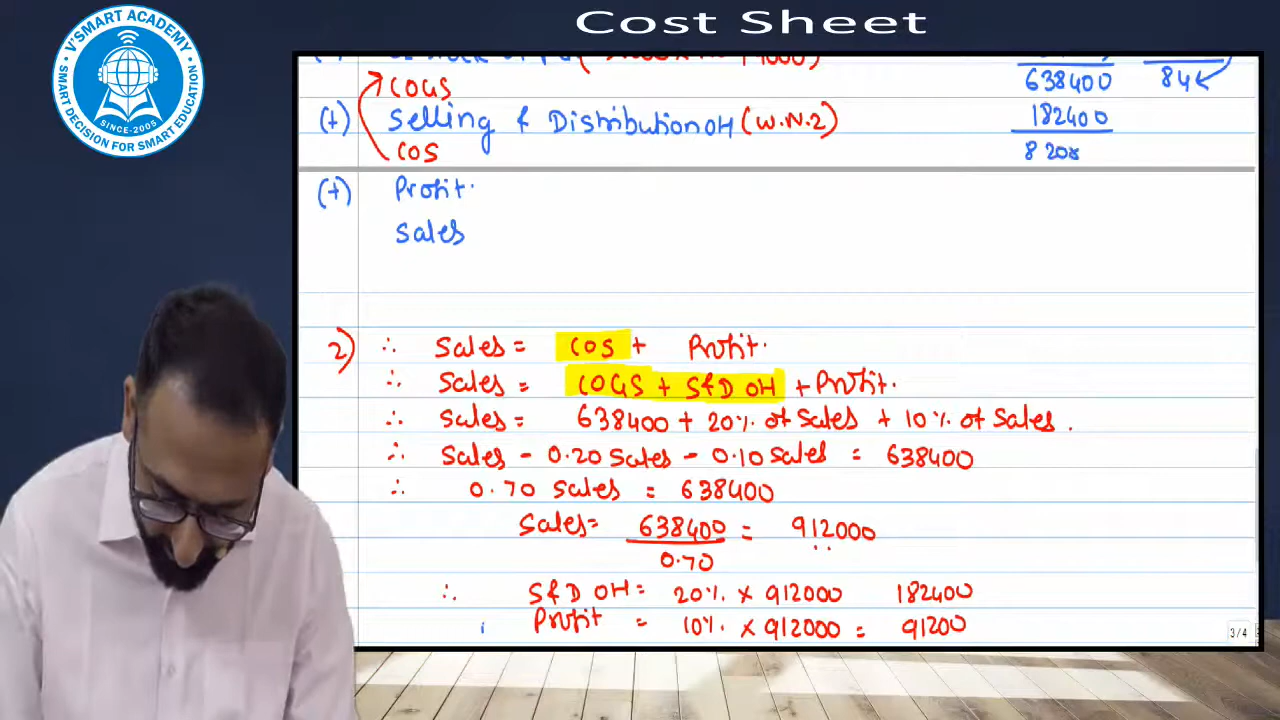 Cost Sheet
V'SMART ACADEMY
SINCE-2005
SMART DECISION FOR SMART EDUCATION
638400 84
COGS
(+) Selling & Distribution OH (W.N.2) 182400
COS 820
(+) Profit.
Sales
2) ∴ Sales = COS + Profit.
∴ Sales = COGS + S&D OH + Profit.
∴ Sales = 638400 + 20% of Sales + 10% of Sales.
∴ Sales - 0.20 Sales - 0.10 Sales = 638400
∴ 0.70 Sales = 638400
Sales = 638400 = 912000
0.70
∴ S&D OH = 20% × 912000 182400
Profit = 10% × 912000 = 91200
3/4